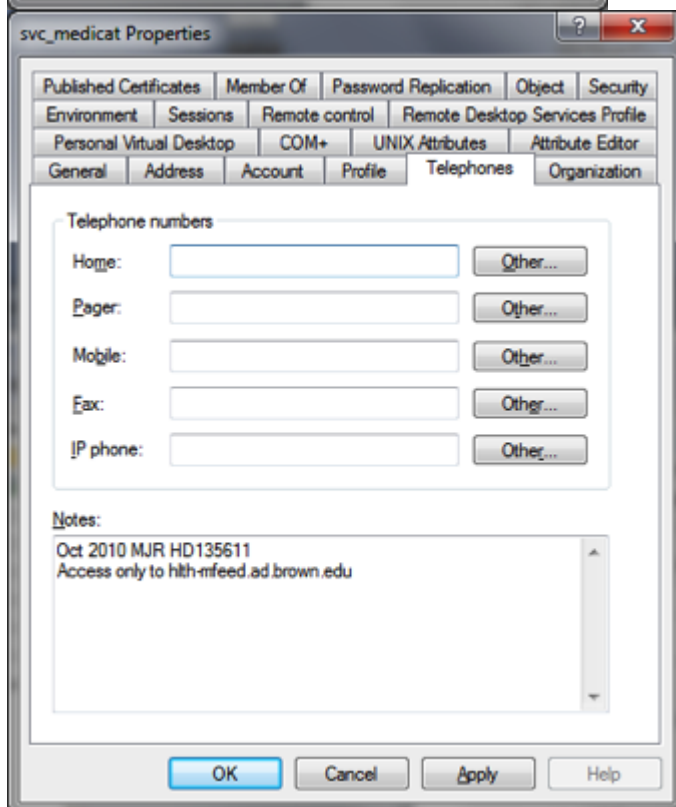 svc_medicat Properties
Published Certificates Member Of Password Replication Object Security
Environment Sessions Remote control Remote Desktop Services Profile
Personal Virtual Desktop COM+ UNIX Attributes Attribute Editor
General Address Account Profile Telephones Organization
Telephone numbers
Home: Other...
Pager: Other...
Mobile: Other...
Fax: Other...
IP phone: Other...
Notes:
Oct 2010 MJR HD135611
Access only to hlth-mfeed.ad.brown.edu
OK Cancel Apply Help